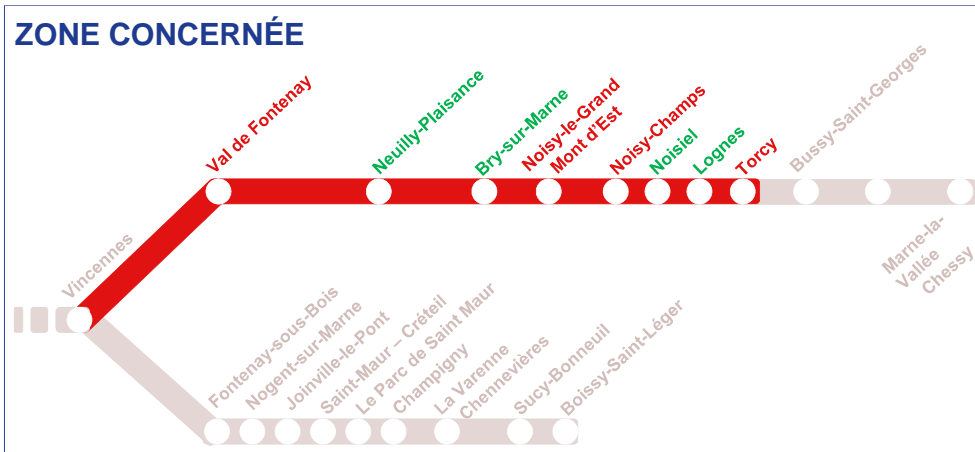 ZONE CONCERNÉE
Vincennes
Val de Fontenay
Neuilly-Plaisance
Bry-sur-Marne
Noisy-le-Grand
Mont d'Est
Noisy-Champs
Noisiel
Lognes
Torcy
Bussy-Saint-Georges
Marne-la-
Vallée
Chessy
Fontenay-sous-Bois
Nogent-sur-Marne
Joinville-le-Pont
Saint-Maur – Créteil
Le Parc de Saint Maur
Champigny
La Varenne
Chennevières
Sucy-Bonneuil
Boissy-Saint-Léger